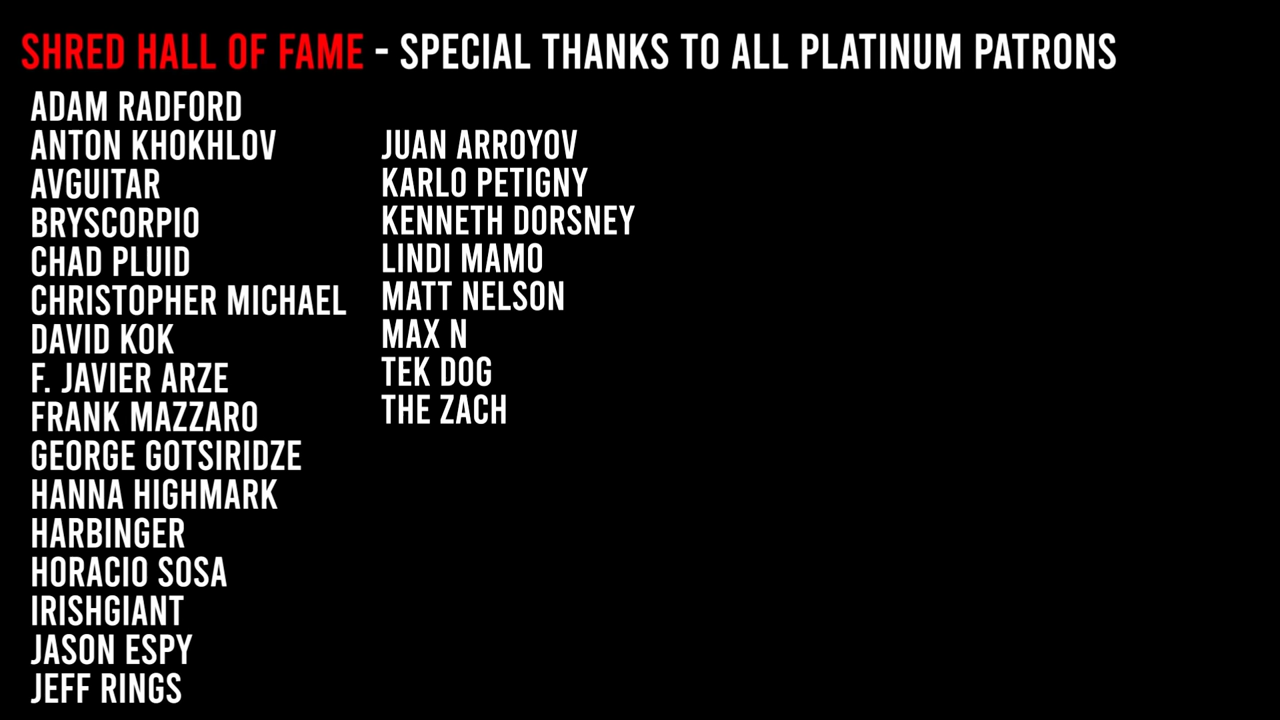 SHRED HALL OF FAME - SPECIAL THANKS TO ALL PLATINUM PATRONS
ADAM RADFORD
ANTON KHOKHLOV
AVGUITAR
BRYSCORPIO
CHAD PLUID
CHRISTOPHER MICHAEL
DAVID KOK
F. JAVIER ARZE
FRANK MAZZARO
GEORGE GOTSIRIDZE
HANNA HIGHMARK
HARBINGER
HORACIO SOSA
IRISHGIANT
JASON ESPY
JEFF RINGS
JUAN ARROYOV
KARLO PETIGNY
KENNETH DORSNEY
LINDI MAMO
MATT NELSON
MAX N
TEK DOG
THE ZACH